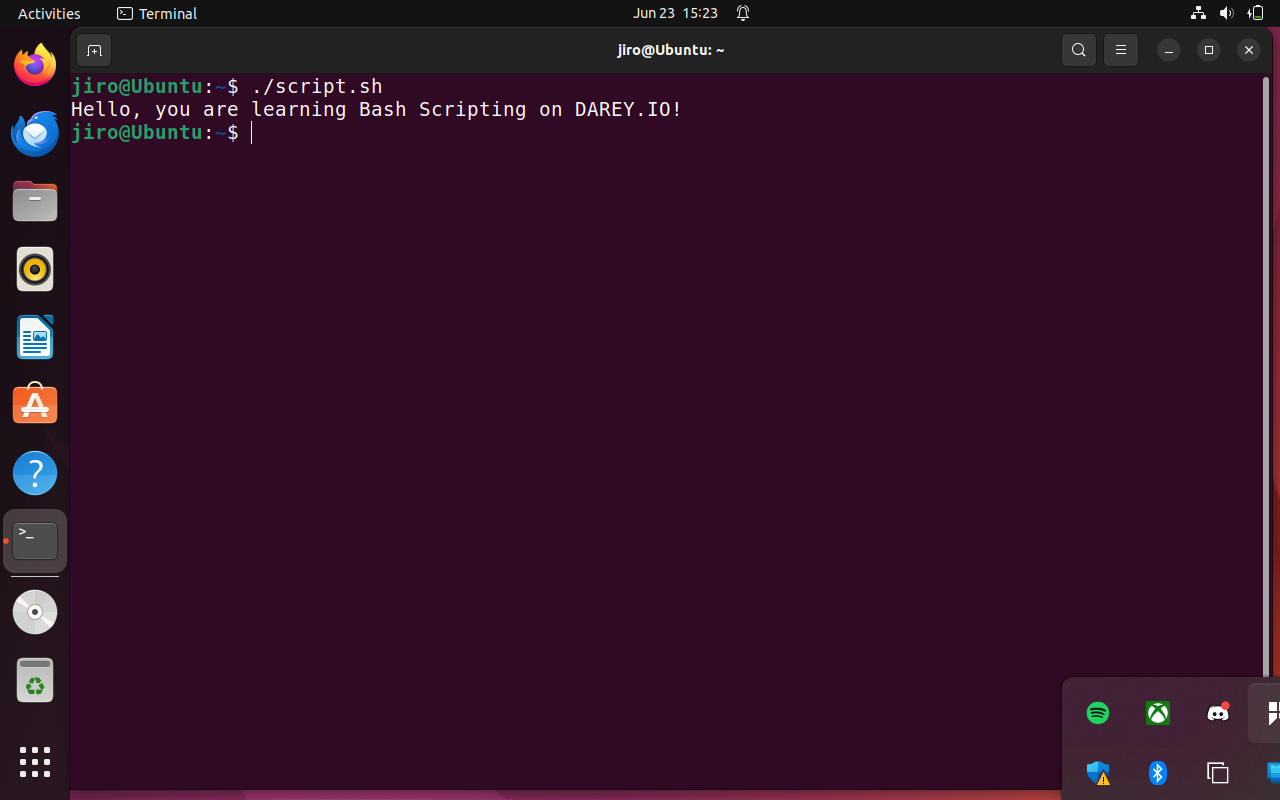 Activities
Terminal
Jun 23 15:23
jiro@Ubuntu: ~
jiro@Ubuntu:~$ ./script.sh
Hello, you are learning Bash Scripting on DAREY.IO!
jiro@Ubuntu:~$